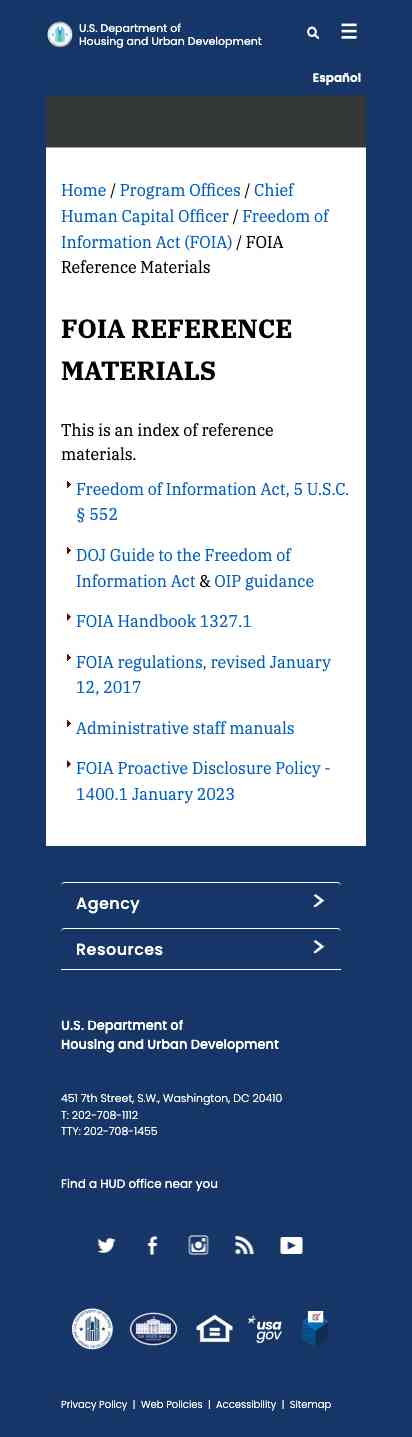 U.S. Department of
Housing and Urban Development
Español
Home / Program Offices / Chief
Human Capital Officer / Freedom of
Information Act (FOIA) / FOIA
Reference Materials
FOIA REFERENCE
MATERIALS
This is an index of reference
materials.
Freedom of Information Act, 5 U.S.C.
§ 552
DOJ Guide to the Freedom of
Information Act & OIP guidance
FOIA Handbook 1327.1
FOIA regulations, revised January
12, 2017
Administrative staff manuals
FOIA Proactive Disclosure Policy -
1400.1 January 2023
Agency
Resources
U.S. Department of
Housing and Urban Development
451 7th Street, S.W., Washington, DC 20410
T: 202-708-1112
TTY: 202-708-1455
Find a HUD office near you
usa
gov
Privacy Policy | Web Policies | Accessibility | Sitemap